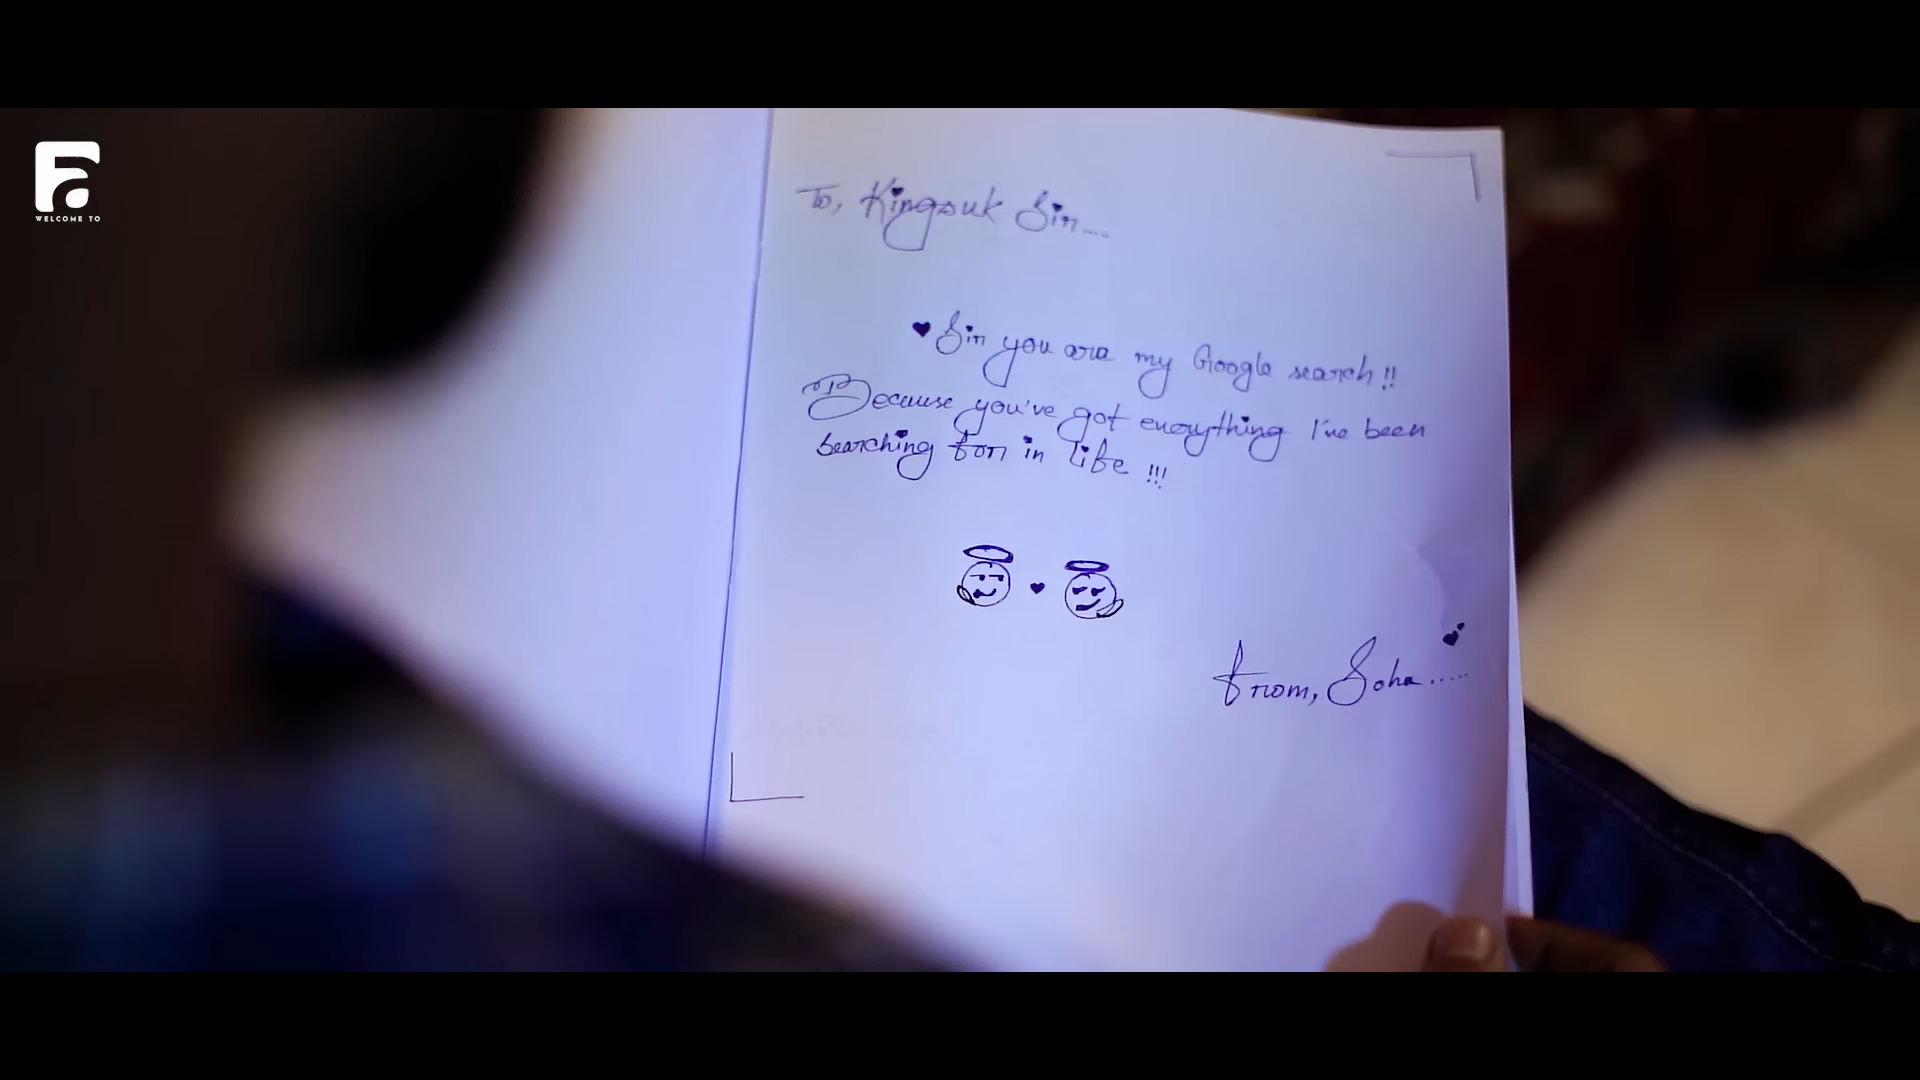 Fa
WELCOME TO
To, Kingsuk Sir....
♥ Sir you are my Google search!!
Because you've got everything I've been
searching for in life !!!
♥
from, Soha.....